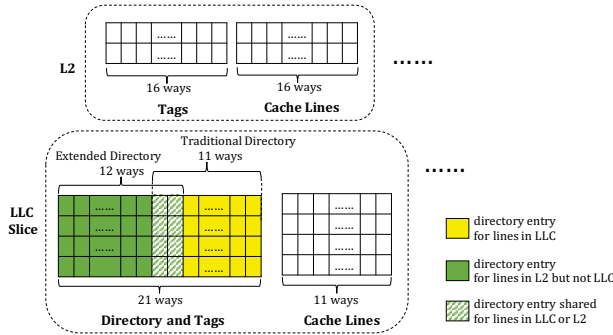 ......
......
......
......
......
L2
16 ways
16 ways
Tags
Cache Lines
Traditional Directory
11 ways
Extended Directory
12 ways
......
LLC
Slice
......
......
......
......
......
......
......
......
......
......
......
......
21 ways
11 ways
Directory and Tags
Cache Lines
directory entry
for lines in LLC
directory entry
for lines in L2 but not LLC
directory entry shared
for lines in LLC or L2